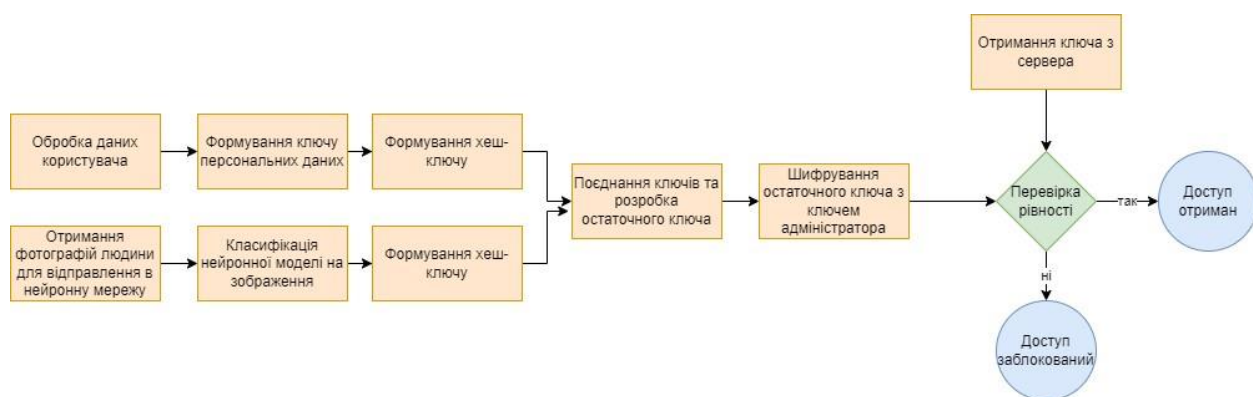 Отримання ключа з
сервера
Обробка даних
користувача
Формування ключу
персональних даних
Формування хеш-
ключу
Поєднання ключів та
розробка
остаточного ключа
Шифрування
остаточного ключа з
ключем
адміністратора
Перевірка
рівності
так
Доступ
отриман
Отримання
фотографій людини
для відправлення в
нейронну мережу
Класифікація
нейронної моделі на
зображення
Формування хеш-
ключу
ні
Доступ
заблокований